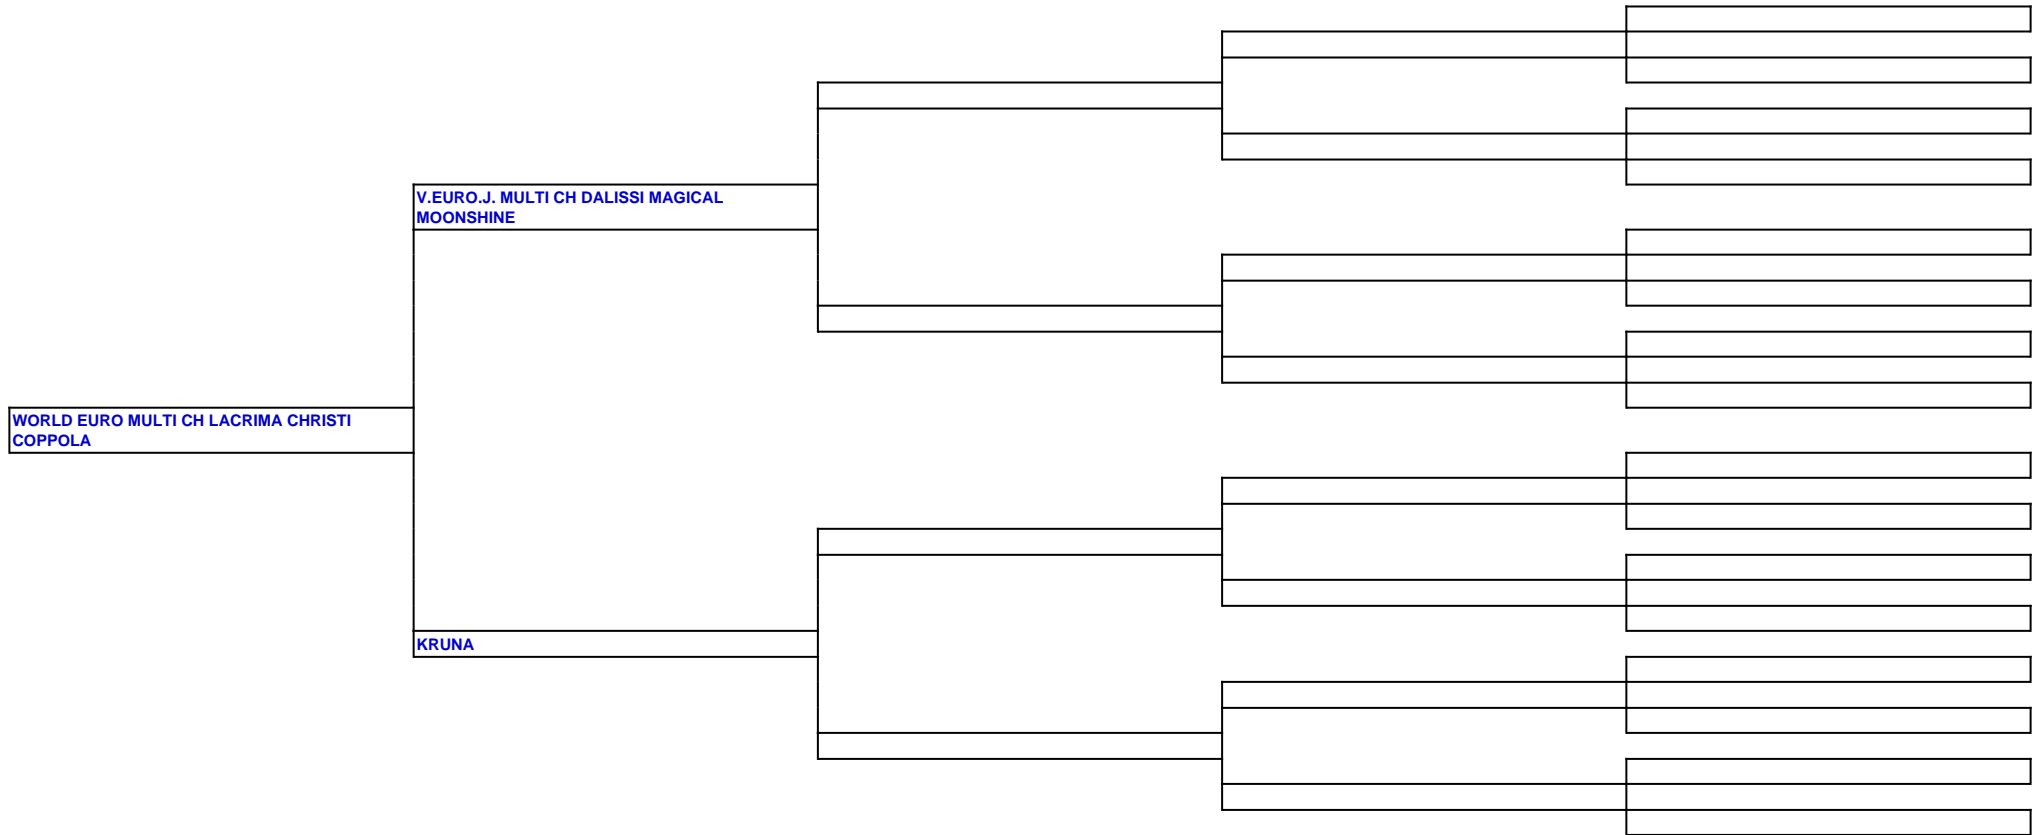 V.EURO.J. MULTI CH DALISSI MAGICAL
MOONSHINE
WORLD EURO MULTI CH LACRIMA CHRISTI
COPPOLA
KRUNA